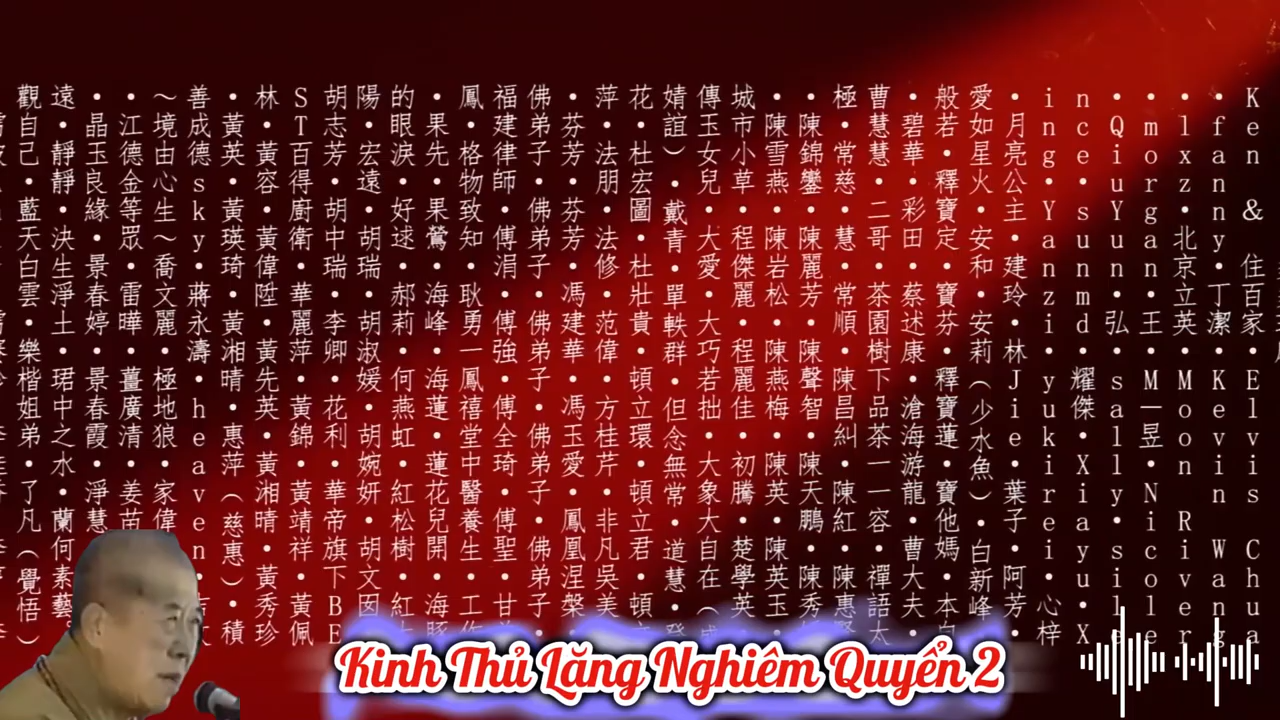 Ken & 住百家・Elvis Chua
・fanny・丁潔・Kevin Wang
・lxz・北京立英・Moon River
・morgan・王・M一昱・Nicole
・QiuYun・弘・sally・sile
nce・sunmd・耀傑・Xiayu・X
ing・Yanzi・yukirei・心梓
・月亮公主・建玲・林Jie・葉子・阿芳・
愛如星火・安和・安莉(少水魚)・白新峰・
般若・釋寶定・寶芬・釋寶蓮・寶他媽・本白
・碧華・彩田・蔡述康・滄海游龍・曹大夫・
曹慧慧・二哥・茶園樹下品茶一一容・禪語太
極・常慈・慧・常順・陳昌糾・陳紅・陳惠
・陳錦鑾・陳麗芳・陳聲智・陳天鵬・陳秀
・陳雪燕・陳岩松・陳燕梅・陳英・陳英玉・
城市小草・程傑麗・程麗佳・初騰・楚學英・
傳玉女兒・大愛・大巧若拙・大象大自在(成
婧誼)・戴青・單軼群・但念無常・道慧・登
花・杜宏圖・杜壯貴・頓立環・頓立君・頓
萍・法朋・法修・范偉・方桂芹・非凡吳美
・芬芳・芬芳・馮建華・馮玉愛・鳳凰涅槃・
佛弟子・佛弟子・佛弟子・佛弟子・佛弟子・
福建律師・傅涓・傅強・傅全琦・傅聖・甘
鳳・格物致知・耿勇一鳳禧堂中醫養生・工作
・果先・果鶯・海峰・海蓮・蓮花兒開・海豚
的眼淚・好逑・郝莉・何燕虹・紅松樹・紅
陽・宏遠・胡瑞・胡淑媛・胡婉妍・胡文因・
胡志芳・胡中瑞・李卿・花利・華帝旗下BE
ST百得廚衛・華麗萍・黃錦・黃靖祥・黃佩
林・黃容・黃偉陞・黃先英・黃湘晴・黃秀珍
・黃英・黃瑛琦・黃湘晴・惠萍(慈惠)・積
善成德sky・蔣永濤・heaven・
~境由心生~喬文麗・極地狼・家偉
・江德金等眾・雷曄・薑廣清・姜苗
・晶玉良緣・景春婷・景春霞・淨慧
遠・靜靜・決生淨土・珺中之水・蘭何素藝
觀自己・藍天白雲・樂楷姐弟・了凡(覺悟)
Kinh Thủ Lăng Nghiêm Quyển 2